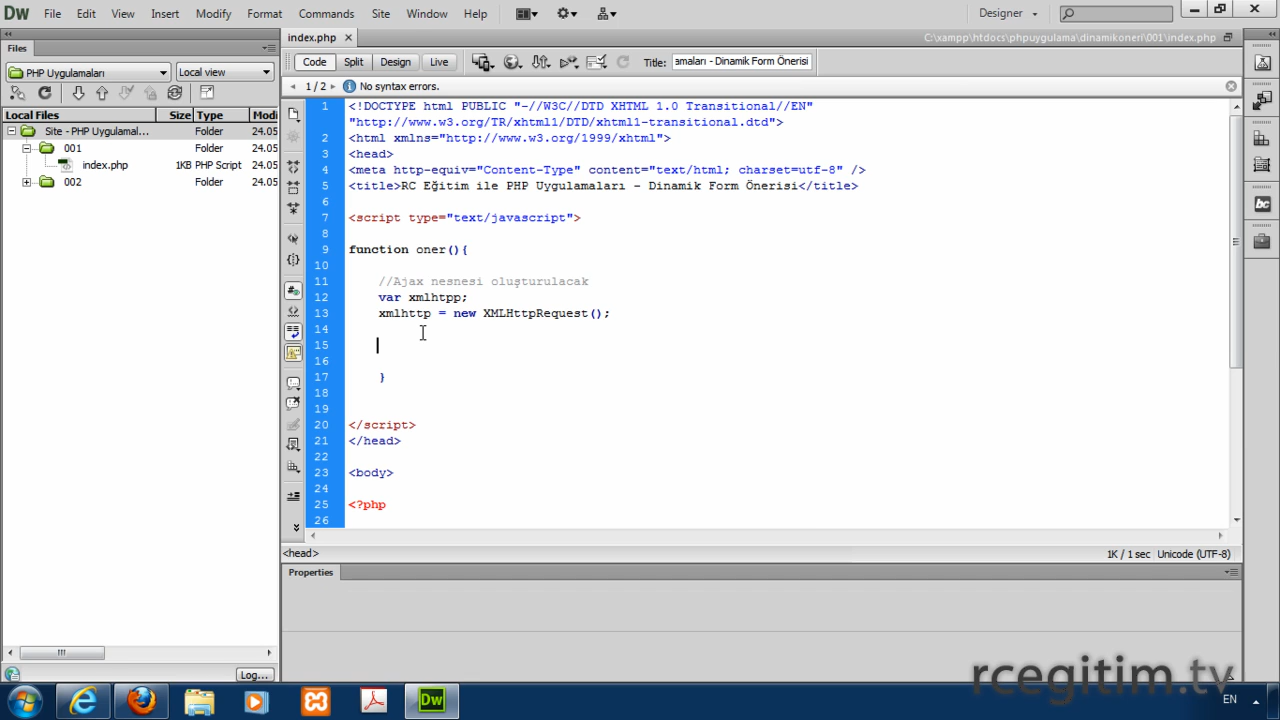 Dw File Edit View Insert Modify Format Commands Site Window Help Designer
Files
index.php
C:\xampp\htdocs\phpuygulama\dinamikoneri\001\index.php
PHP Uygulamaları Local view
Code Split Design Live Title: amaları - Dinamik Form Önerisi
1 / 2 No syntax errors.
Local Files Size Type Modi
Site - PHP Uygulamal... Folder 24.05
001 Folder 24.05
index.php 1KB PHP Script 24.05
002 Folder 24.05
1 <!DOCTYPE html PUBLIC "-//W3C//DTD XHTML 1.0 Transitional//EN"
"http://www.w3.org/TR/xhtml1/DTD/xhtml1-transitional.dtd">
2 <html xmlns="http://www.w3.org/1999/xhtml">
3 <head>
4 <meta http-equiv="Content-Type" content="text/html; charset=utf-8" />
5 <title>RC Eğitim ile PHP Uygulamaları - Dinamik Form Önerisi</title>
6
7 <script type="text/javascript">
8
9 function oner(){
10
11 //Ajax nesnesi oluşturulacak
12 var xmlhtpp;
13 xmlhttp = new XMLHttpRequest();
14
15
16
17 }
18
19
20 </script>
21 </head>
22
23 <body>
24
25 <?php
26
<head> 1K / 1 sec Unicode (UTF-8)
Properties
Log...
rcegitim.tv
Dw EN